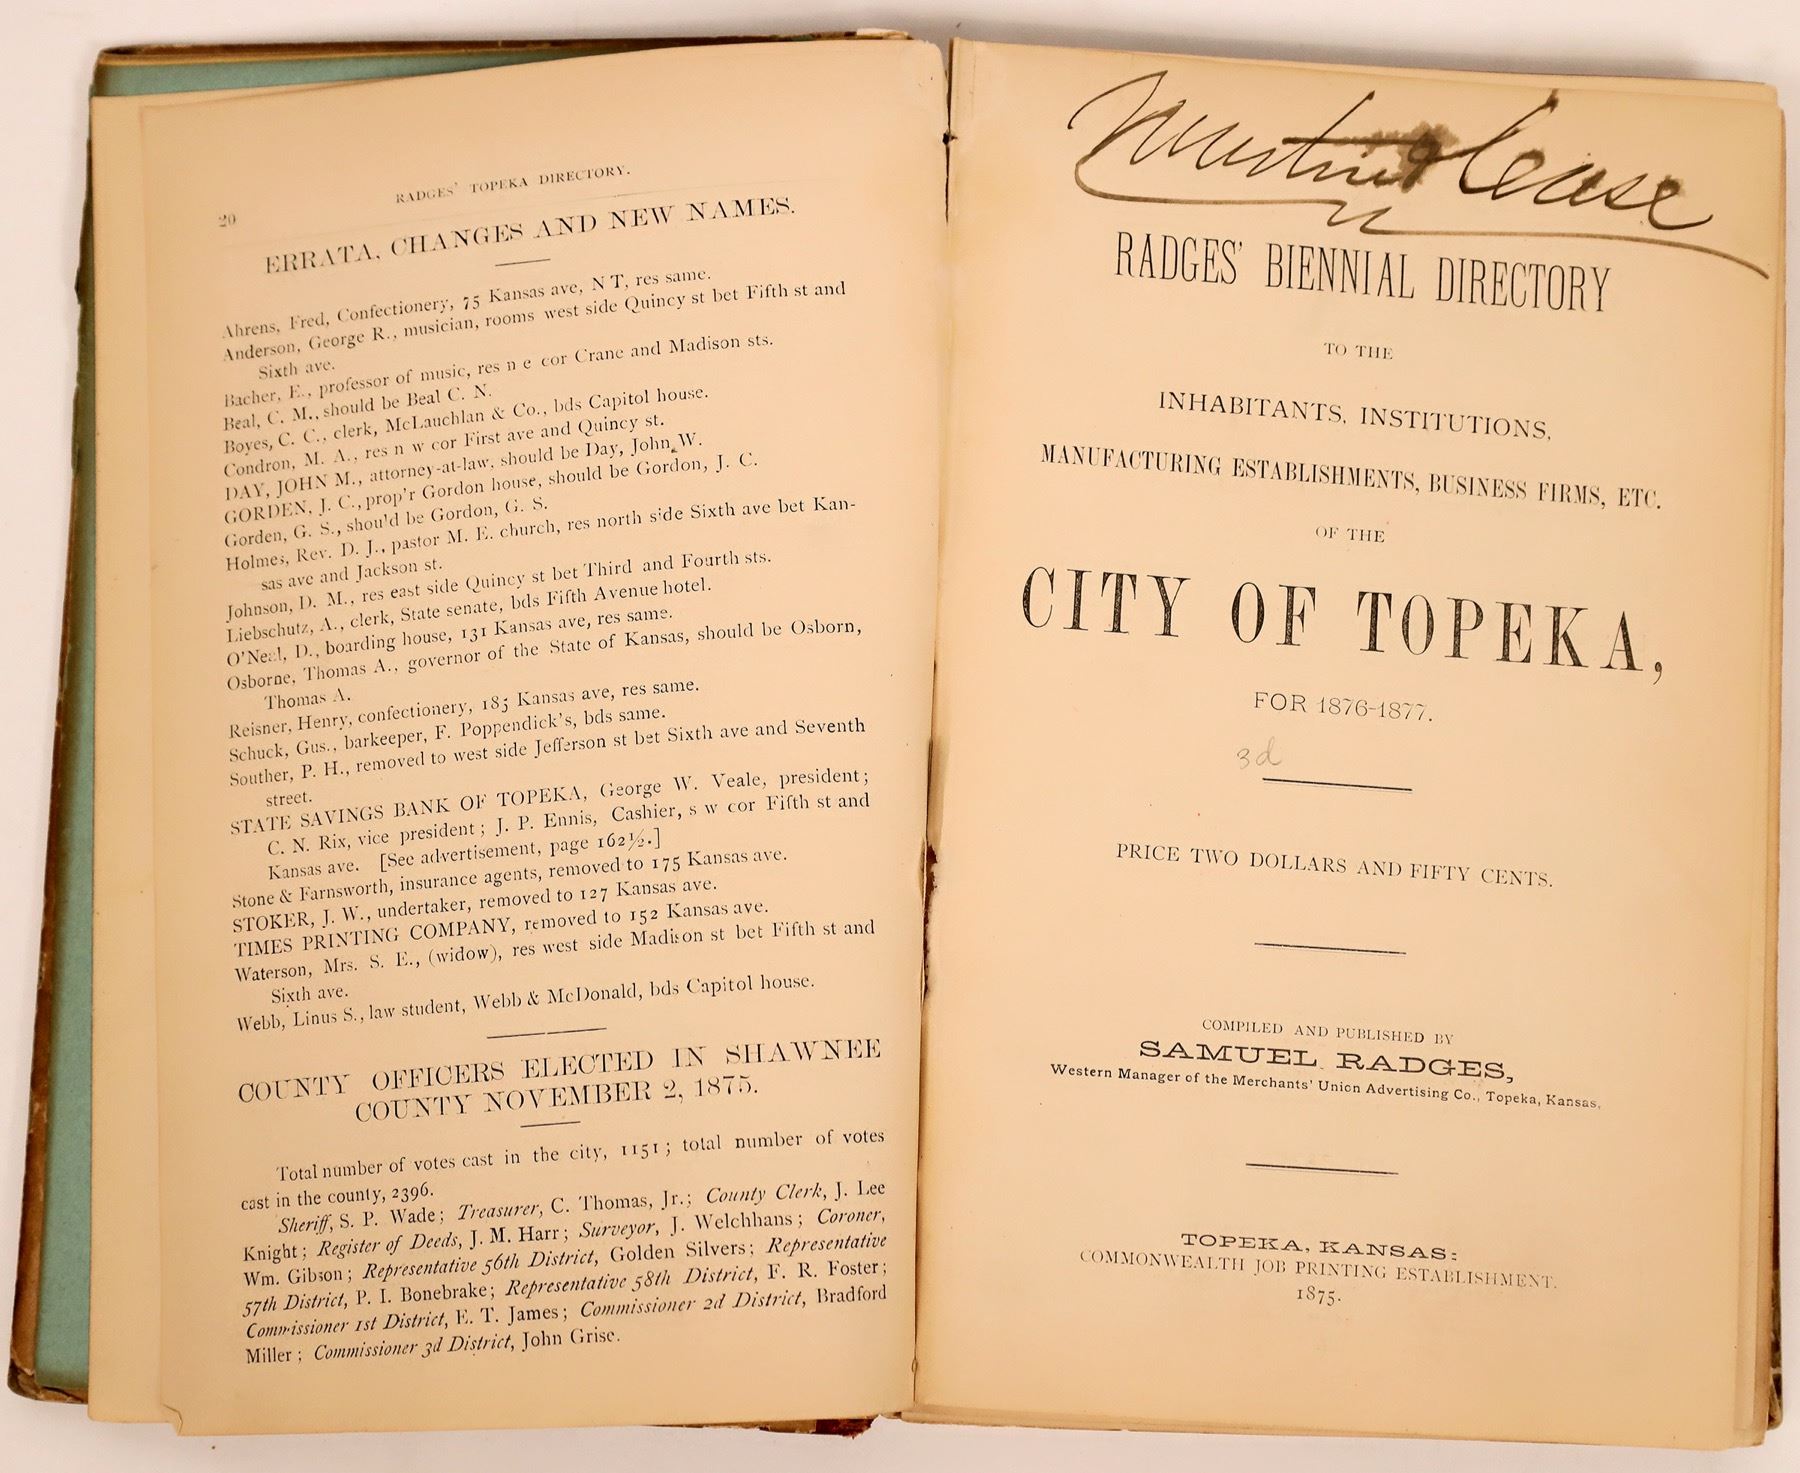 20
RADGES' TOPEKA DIRECTORY.
ERRATA, CHANGES AND NEW NAMES.
Ahrens, Fred, Confectionery, 75 Kansas ave, N T, res same.
Anderson, George R., musician, rooms west side Quincy st bet Fifth st and
Sixth ave.
Bacher, E., professor of music, res n e cor Crane and Madison sts.
Beal, C. M., should be Beal C. N.
Boyes, C. C., clerk, McLauchlan & Co., bds Capitol house.
Condron, M. A., res n w cor First ave and Quincy st.
DAY, JOHN M., attorney-at-law, should be Day, John W.
GORDEN, J. C., prop'r Gordon house, should be Gordon, J. C.
Gorden, G. S., should be Gordon, G. S.
Holmes, Rev. D. J., pastor M. E. church, res north side Sixth ave bet Kan-
sas ave and Jackson st.
Johnson, D. M., res east side Quincy st bet Third and Fourth sts.
Liebschutz, A., clerk, State senate, bds Fifth Avenue hotel.
O'Neal, D., boarding house, 131 Kansas ave, res same.
Osborne, Thomas A., governor of the State of Kansas, should be Osborn,
Thomas A.
Reisner, Henry, confectionery, 185 Kansas ave, res same.
Schuck, Gus., barkeeper, F. Poppendick's, bds same.
Souther, P. H., removed to west side Jefferson st bet Sixth ave and Seventh
street.
STATE SAVINGS BANK OF TOPEKA, George W. Veale, president;
C. N. Rix, vice president; J. P. Ennis, Cashier, s w cor Fifth st and
Kansas ave. [See advertisement, page 162½.]
Stone & Farnsworth, insurance agents, removed to 175 Kansas ave.
STOKER, J. W., undertaker, removed to 127 Kansas ave.
TIMES PRINTING COMPANY, removed to 152 Kansas ave.
Waterson, Mrs. S. E., (widow), res west side Madison st bet Fifth st and
Sixth ave.
Webb, Linus S., law student, Webb & McDonald, bds Capitol house.
COUNTY OFFICERS ELECTED IN SHAWNEE
COUNTY NOVEMBER 2, 1875.
Total number of votes cast in the city, 1151; total number of votes
cast in the county, 2396.
Sheriff, S. P. Wade; Treasurer, C. Thomas, Jr.; County Clerk, J. Lee
Knight; Register of Deeds, J. M. Harr; Surveyor, J. Welchhans; Coroner,
Wm. Gibson; Representative 56th District, Golden Silvers; Representative
57th District, P. I. Bonebrake; Representative 58th District, F. R. Foster;
Commissioner 1st District, E. T. James; Commissioner 2d District, Bradford
Miller; Commissioner 3d District, John Grise.
RADGES' BIENNIAL DIRECTORY
TO THE
INHABITANTS, INSTITUTIONS,
MANUFACTURING ESTABLISHMENTS, BUSINESS FIRMS, ETC.
OF THE
CITY OF TOPEKA,
FOR 1876-1877.
3d
PRICE TWO DOLLARS AND FIFTY CENTS.
COMPILED AND PUBLISHED BY
SAMUEL RADGES,
Western Manager of the Merchants' Union Advertising Co., Topeka, Kansas.
TOPEKA, KANSAS:
COMMONWEALTH JOB PRINTING ESTABLISHMENT.
1875.